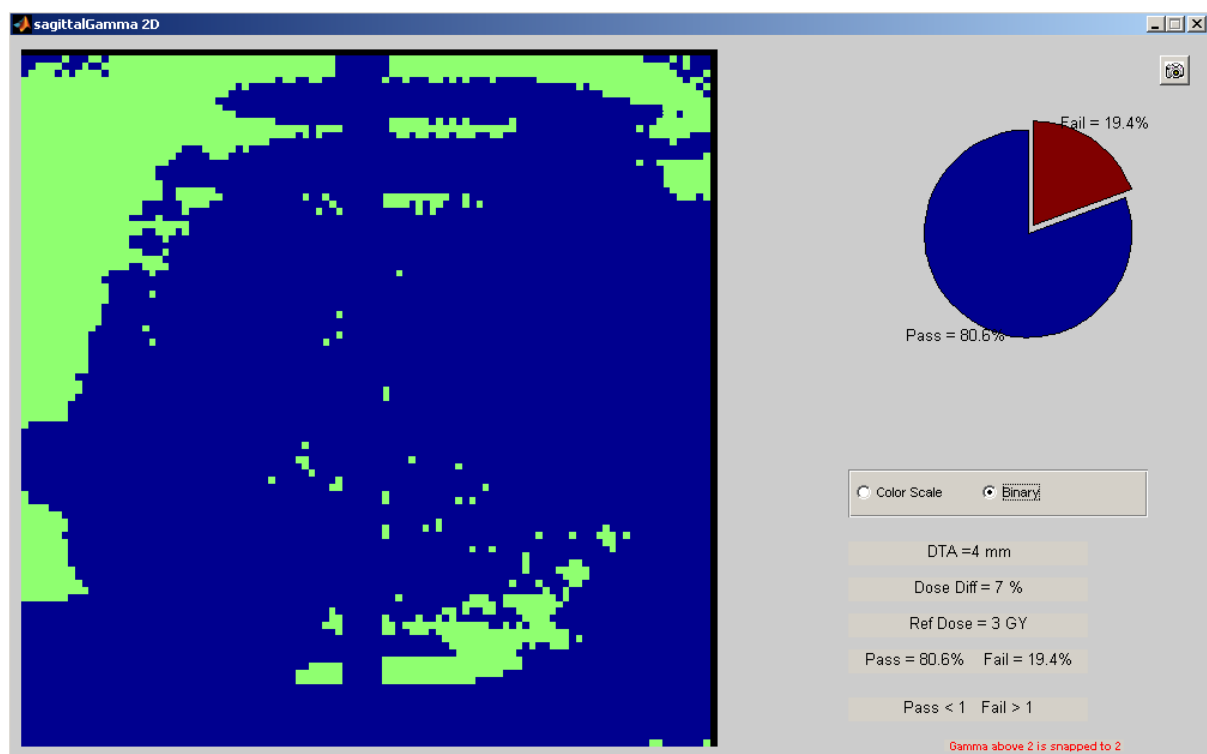 sagittalGamma 2D
Fail = 19.4%
Pass = 80.6%
Color Scale Binary
DTA =4 mm
Dose Diff = 7 %
Ref Dose = 3 GY
Pass = 80.6% Fail = 19.4%
Pass < 1 Fail > 1
Gamma above 2 is snapped to 2